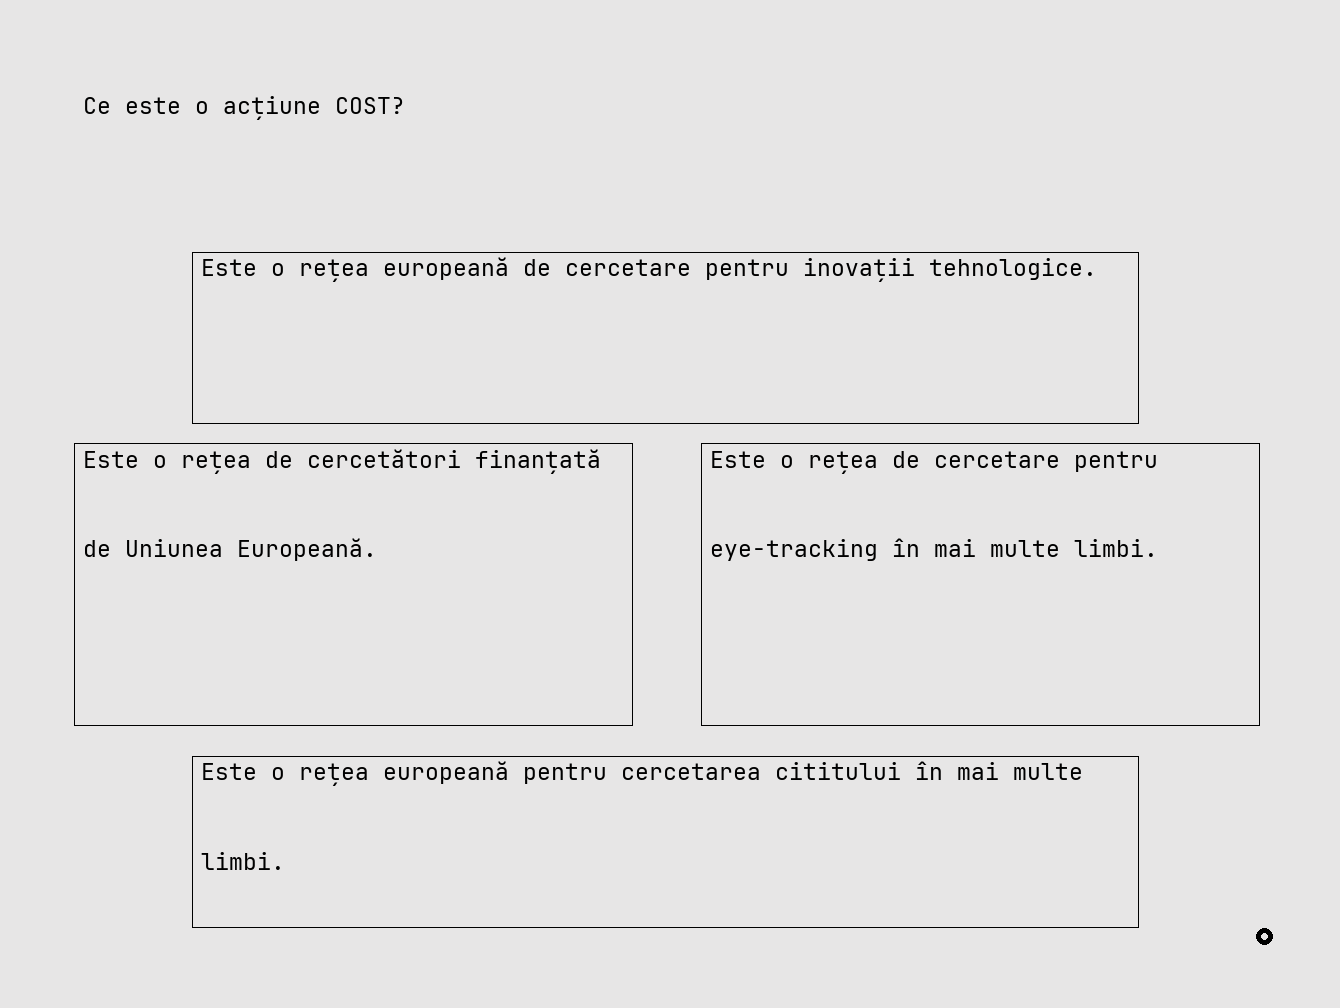 Ce este o acțiune COST?
Este o rețea europeană de cercetare pentru inovații tehnologice.
Este o rețea de cercetători finanțată
de Uniunea Europeană.
Este o rețea de cercetare pentru
eye-tracking în mai multe limbi.
Este o rețea europeană pentru cercetarea cititului în mai multe
limbi.